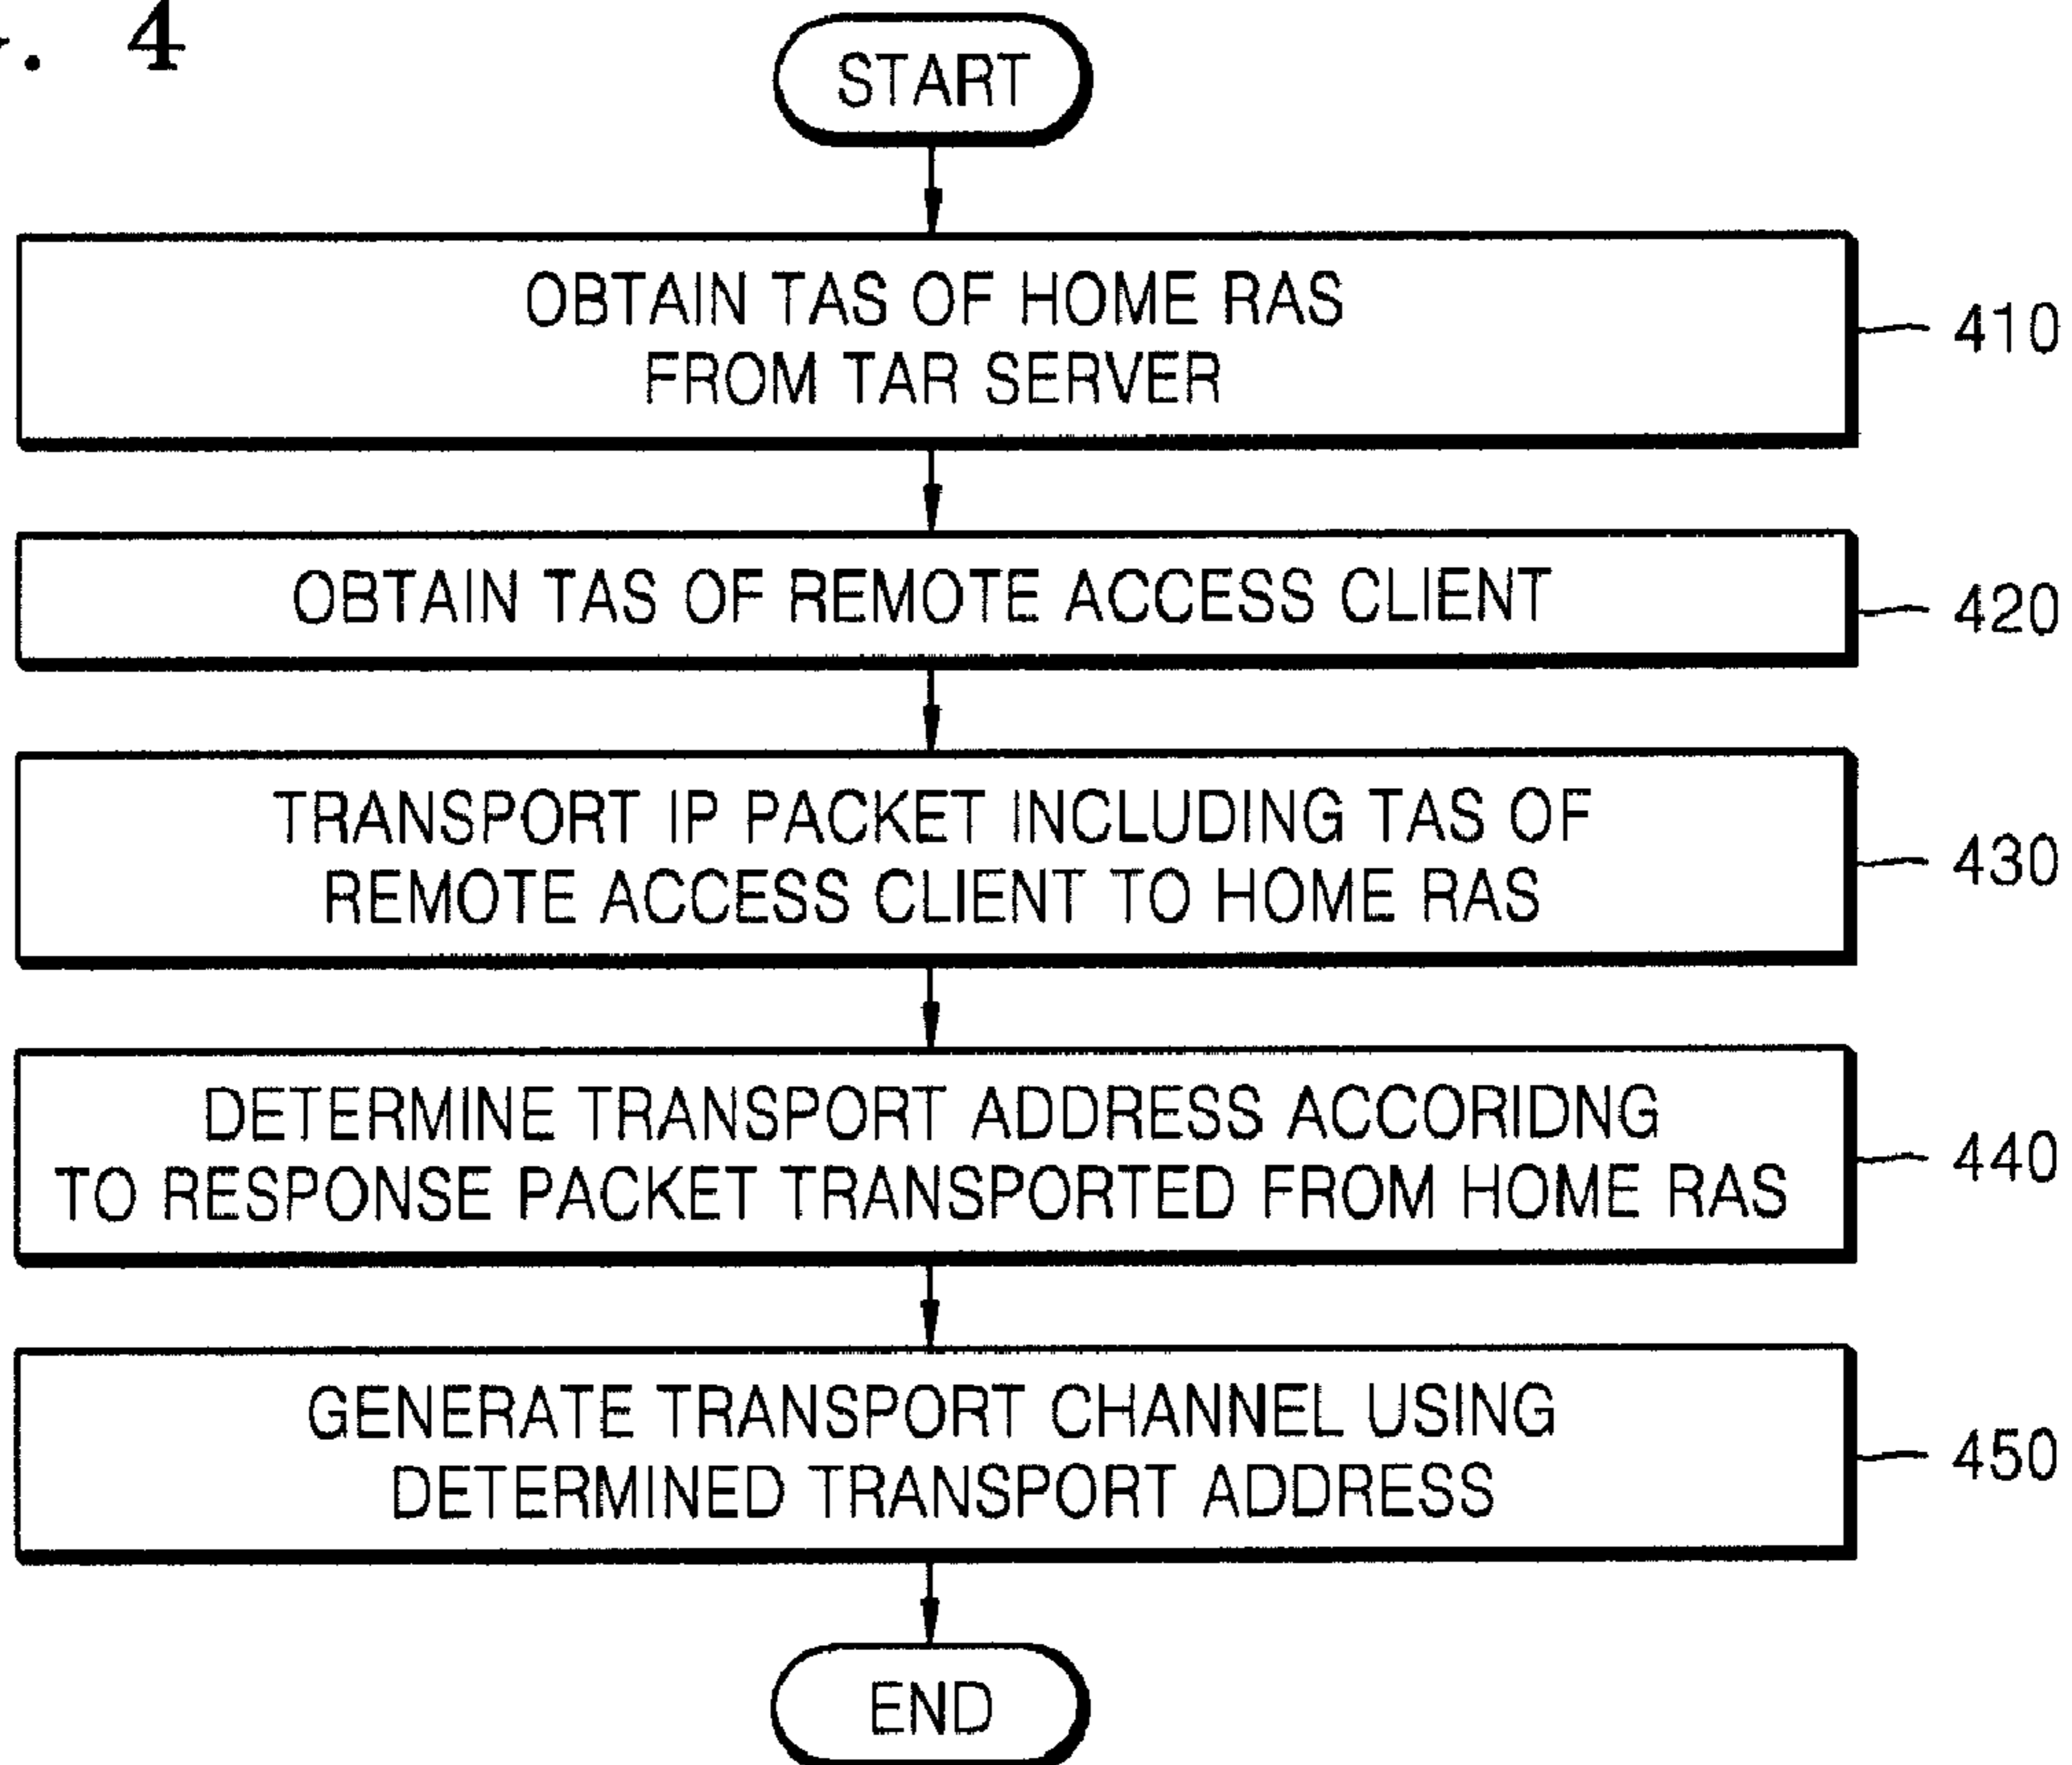 . 4
START
OBTAIN TAS OF HOME RAS
FROM TAR SERVER
410
OBTAIN TAS OF REMOTE ACCESS CLIENT
420
TRANSPORT IP PACKET INCLUDING TAS OF
REMOTE ACCESS CLIENT TO HOME RAS
430
DETERMINE TRANSPORT ADDRESS ACCORIDNG
TO RESPONSE PACKET TRANSPORTED FROM HOME RAS
440
GENERATE TRANSPORT CHANNEL USING
DETERMINED TRANSPORT ADDRESS
450
END